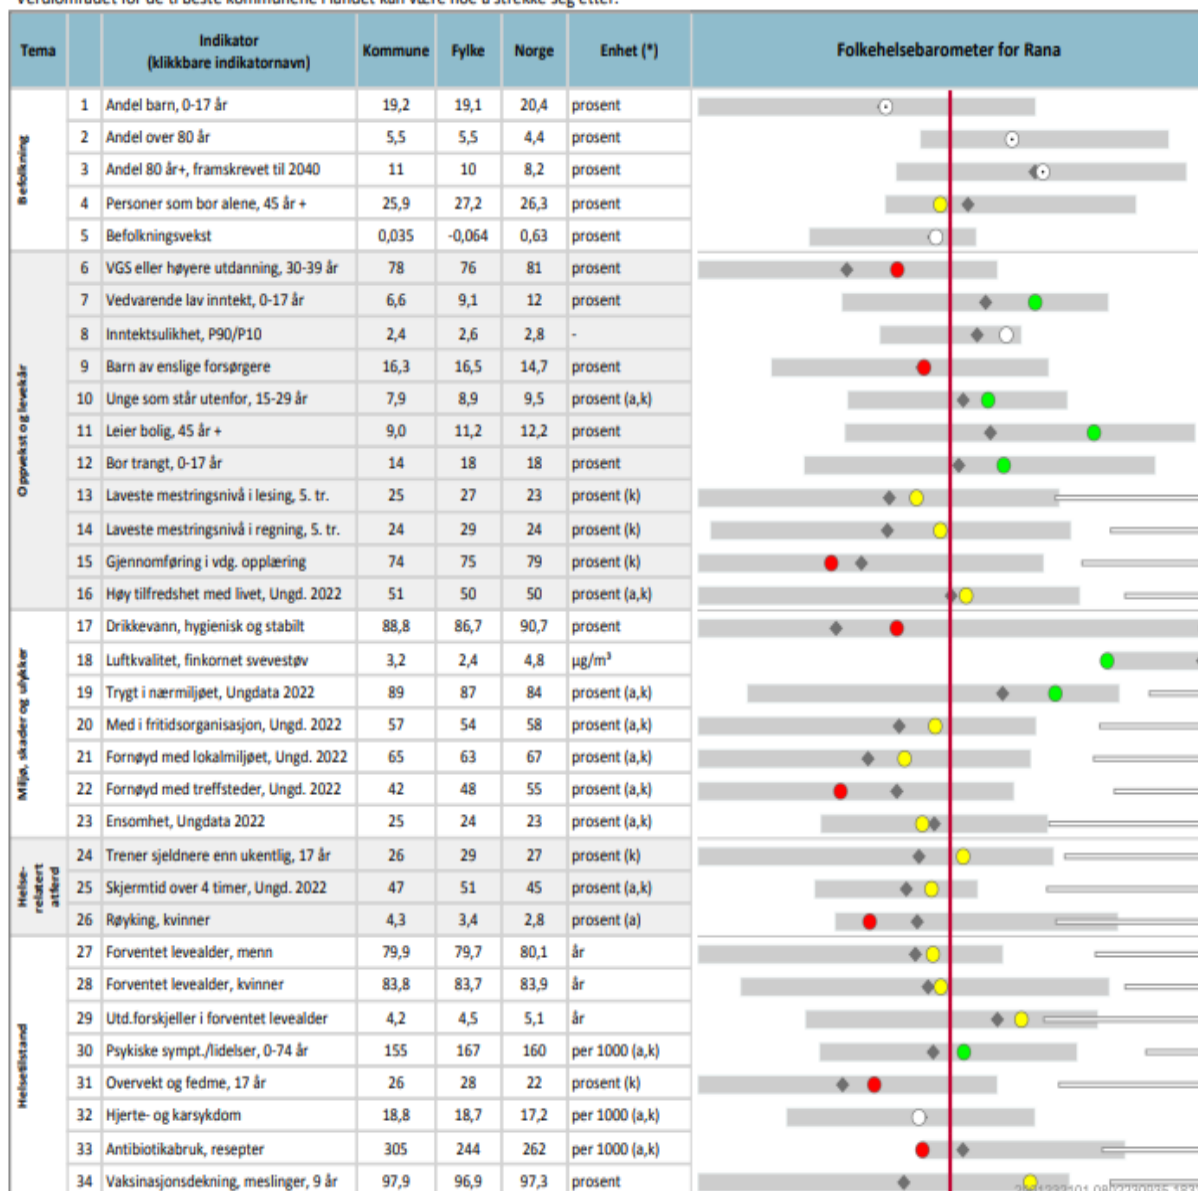 Verdiområdet for de ti beste kommunene i landet kan være noe å strekke seg etter.
Tema Indikator (klikkbare indikatornavn) Kommune Fylke Norge Enhet (*) Folkehelsebarometer for Rana
Befolkning
1 Andel barn, 0-17 år 19,2 19,1 20,4 prosent
2 Andel over 80 år 5,5 5,5 4,4 prosent
3 Andel 80 år+, framskrevet til 2040 11 10 8,2 prosent
4 Personer som bor alene, 45 år + 25,9 27,2 26,3 prosent
5 Befolkningsvekst 0,035 -0,064 0,63 prosent
Oppvekst og levekår
6 VGS eller høyere utdanning, 30-39 år 78 76 81 prosent
7 Vedvarende lav inntekt, 0-17 år 6,6 9,1 12 prosent
8 Inntektsulikhet, P90/P10 2,4 2,6 2,8 -
9 Barn av enslige forsørgere 16,3 16,5 14,7 prosent
10 Unge som står utenfor, 15-29 år 7,9 8,9 9,5 prosent (a,k)
11 Leier bolig, 45 år + 9,0 11,2 12,2 prosent
12 Bor trangt, 0-17 år 14 18 18 prosent
13 Laveste mestringsnivå i lesing, 5. tr. 25 27 23 prosent (k)
14 Laveste mestringsnivå i regning, 5. tr. 24 29 24 prosent (k)
15 Gjennomføring i vdg. opplæring 74 75 79 prosent (k)
16 Høy tilfredshet med livet, Ungd. 2022 51 50 50 prosent (a,k)
Miljø, skader og ulykker
17 Drikkevann, hygienisk og stabilt 88,8 86,7 90,7 prosent
18 Luftkvalitet, finkornet svevestøv 3,2 2,4 4,8 µg/m³
19 Trygt i nærmiljøet, Ungdata 2022 89 87 84 prosent (a,k)
20 Med i fritidsorganisasjon, Ungd. 2022 57 54 58 prosent (a,k)
21 Fornøyd med lokalmiljøet, Ungd. 2022 65 63 67 prosent (a,k)
22 Fornøyd med treffsteder, Ungd. 2022 42 48 55 prosent (a,k)
23 Ensomhet, Ungdata 2022 25 24 23 prosent (a,k)
Helse-relatert atferd
24 Trener sjeldnere enn ukentlig, 17 år 26 29 27 prosent (k)
25 Skjermtid over 4 timer, Ungd. 2022 47 51 45 prosent (a,k)
26 Røyking, kvinner 4,3 3,4 2,8 prosent (a)
Helsetilstand
27 Forventet levealder, menn 79,9 79,7 80,1 år
28 Forventet levealder, kvinner 83,8 83,7 83,9 år
29 Utd.forskjeller i forventet levealder 4,2 4,5 5,1 år
30 Psykiske sympt./lidelser, 0-74 år 155 167 160 per 1000 (a,k)
31 Overvekt og fedme, 17 år 26 28 22 prosent (k)
32 Hjerte- og karsykdom 18,8 18,7 17,2 per 1000 (a,k)
33 Antibiotikabruk, resepter 305 244 262 per 1000 (a,k)
34 Vaksinasjonsdekning, meslinger, 9 år 97,9 96,9 97,3 prosent